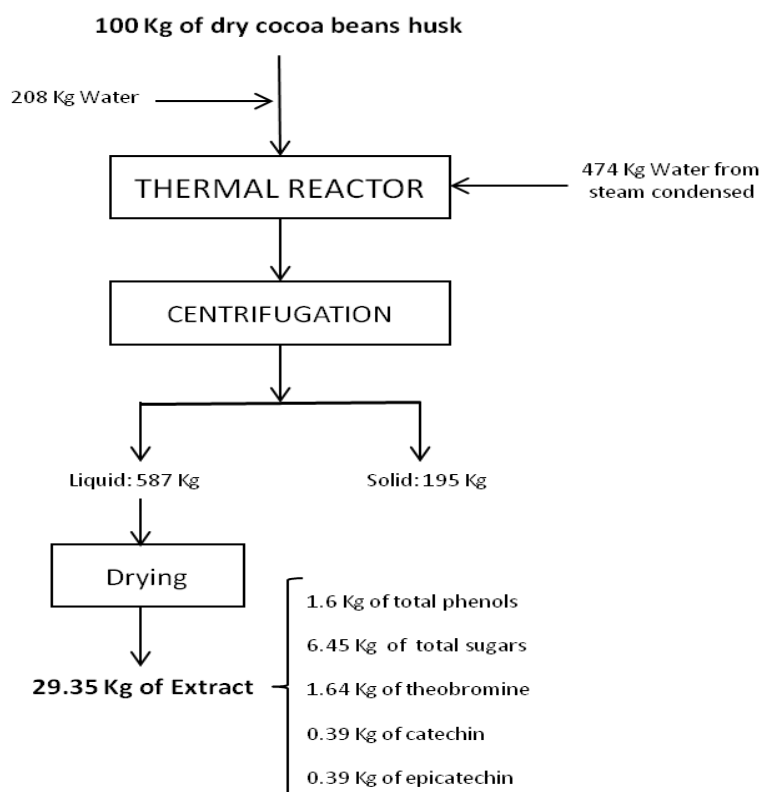 100 Kg of dry cocoa beans husk
208 Kg Water
THERMAL REACTOR
474 Kg Water from
steam condensed
CENTRIFUGATION
Liquid: 587 Kg
Solid: 195 Kg
Drying
29.35 Kg of Extract
1.6 Kg of total phenols
6.45 Kg of total sugars
1.64 Kg of theobromine
0.39 Kg of catechin
0.39 Kg of epicatechin